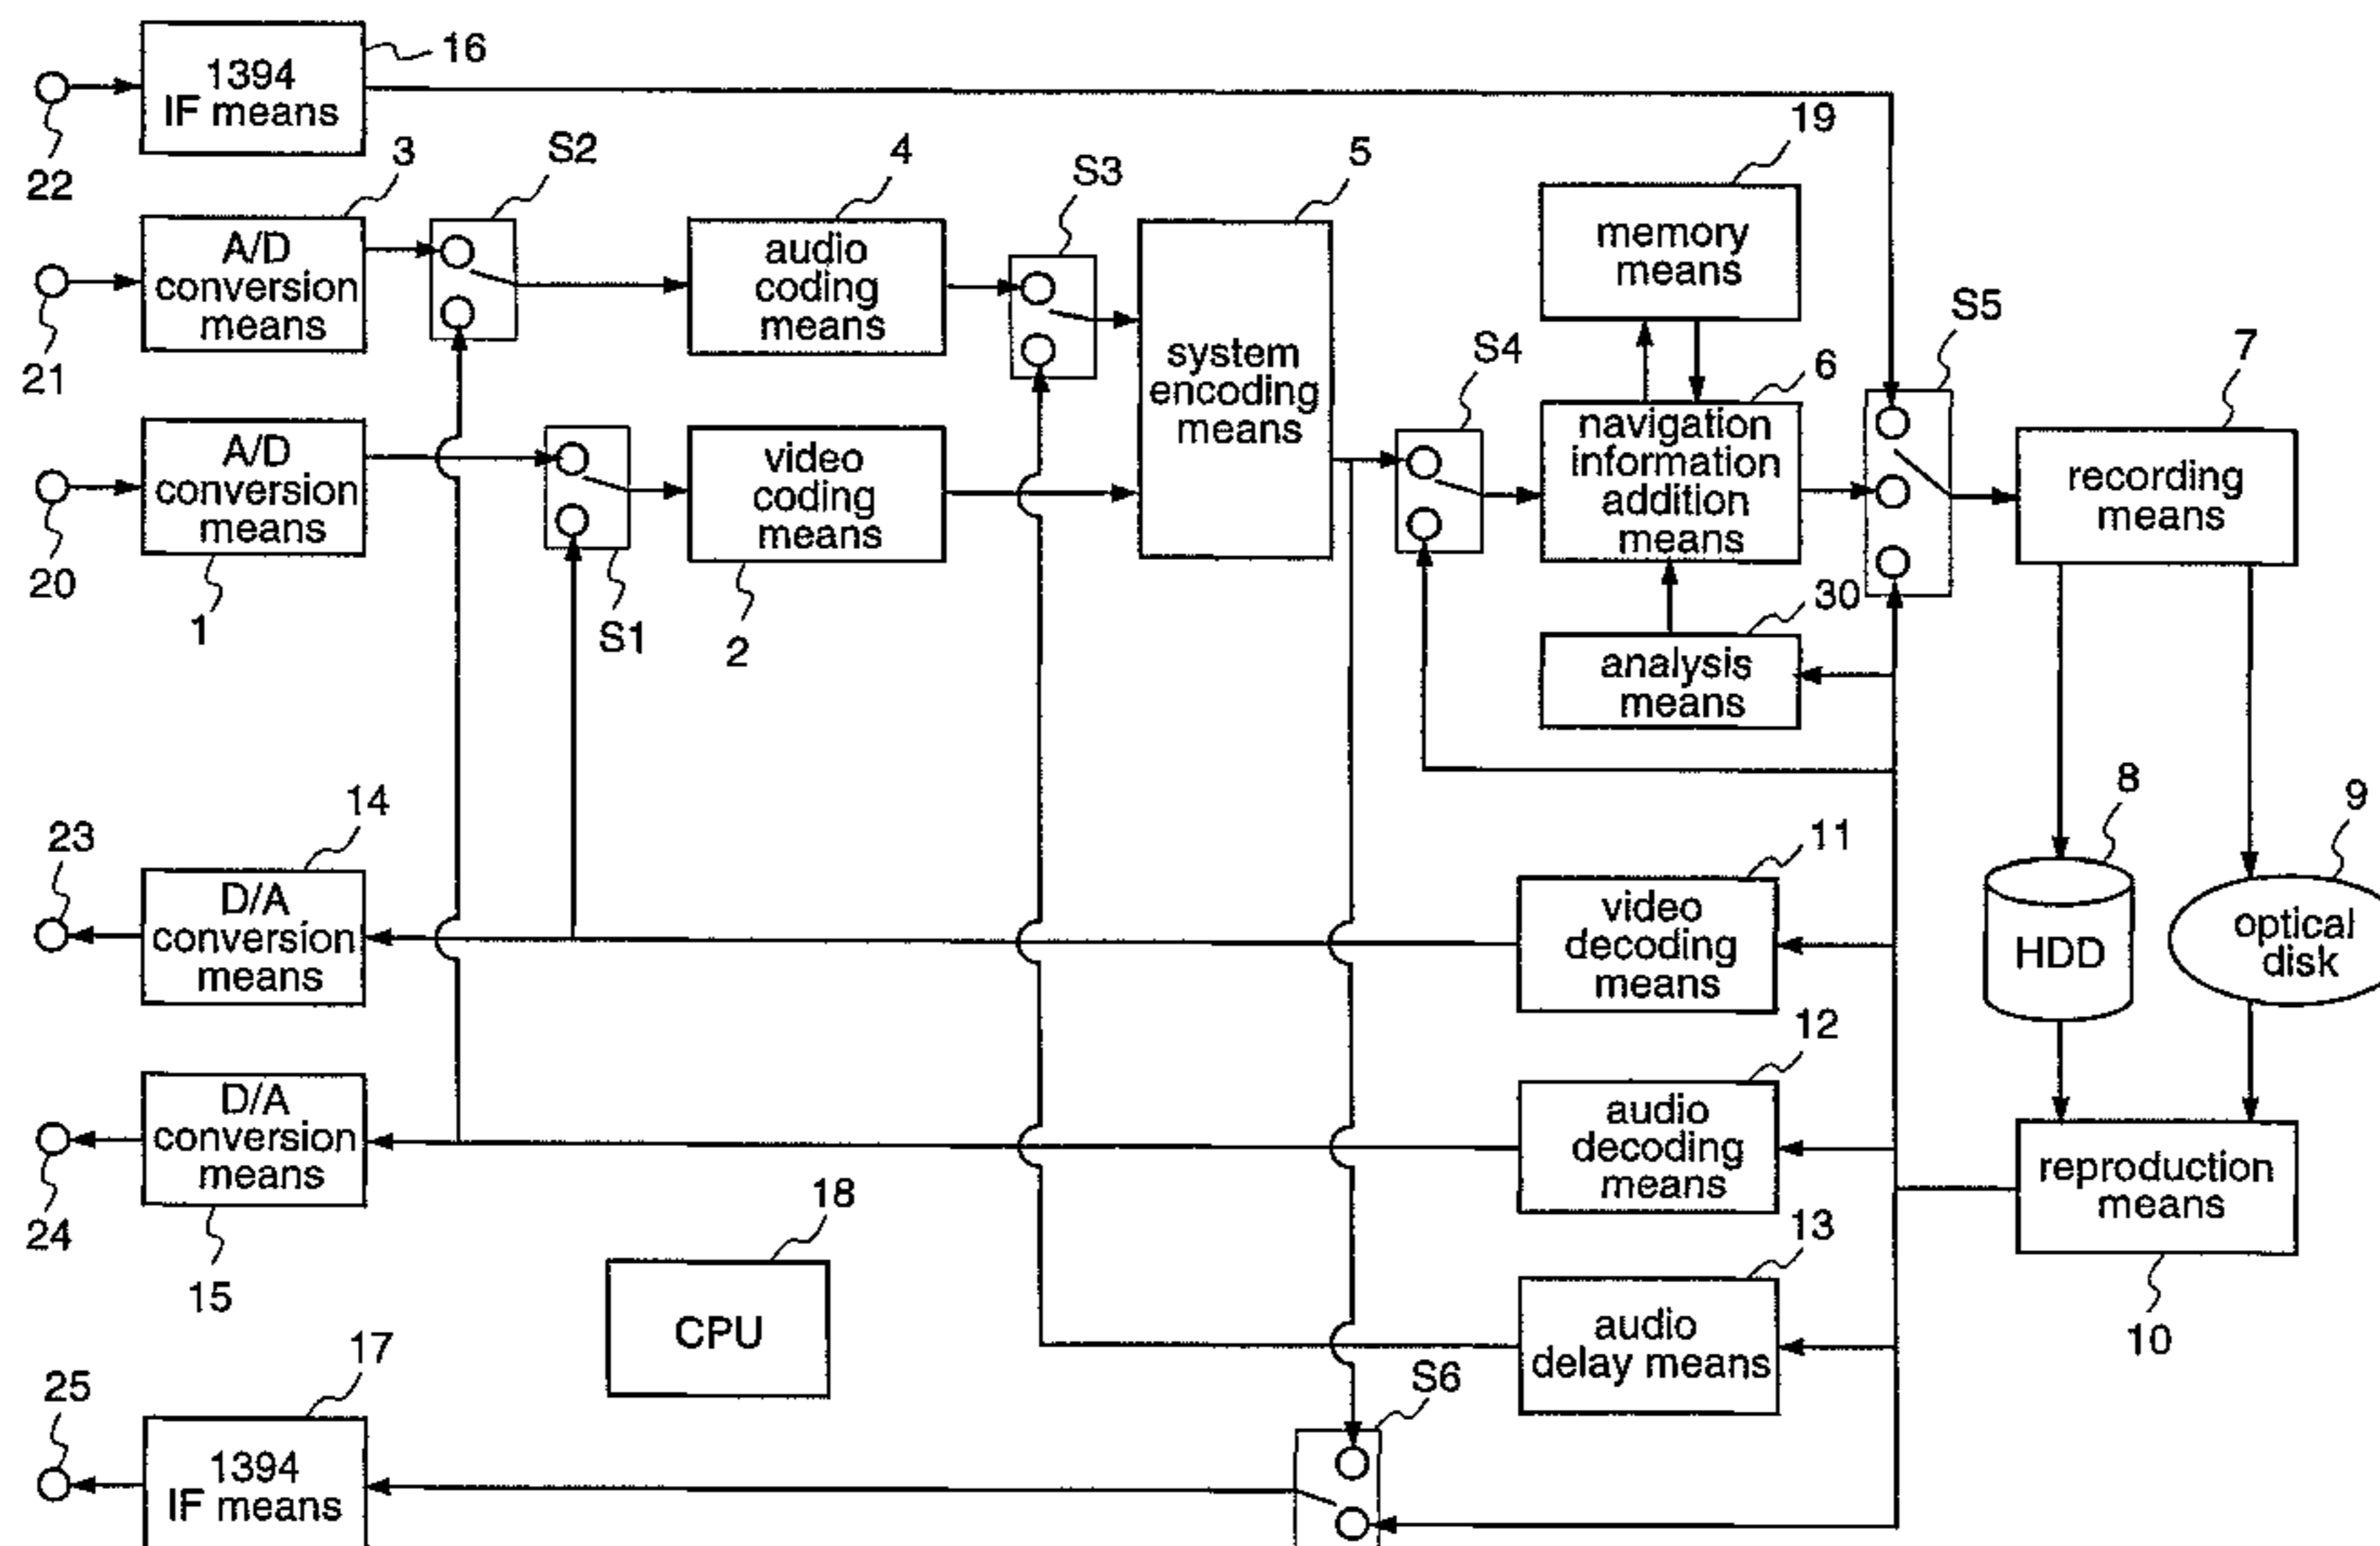 16
1394
IF means
22
19
3
S2
4
S3
5
A/D
conversion
means
audio
coding
means
memory
means
S5
21
system
encoding
means
S4
6
7
A/D
conversion
means
video
coding
means
navigation
information
addition
means
recording
means
20
1
S1
2
30
analysis
means
14
23
D/A
conversion
means
11
video
decoding
means
8
9
HDD
optical
disk
12
D/A
conversion
means
audio
decoding
means
reproduction
means
24
15
18
CPU
13
audio
delay means
10
17
25
1394
IF means
S6